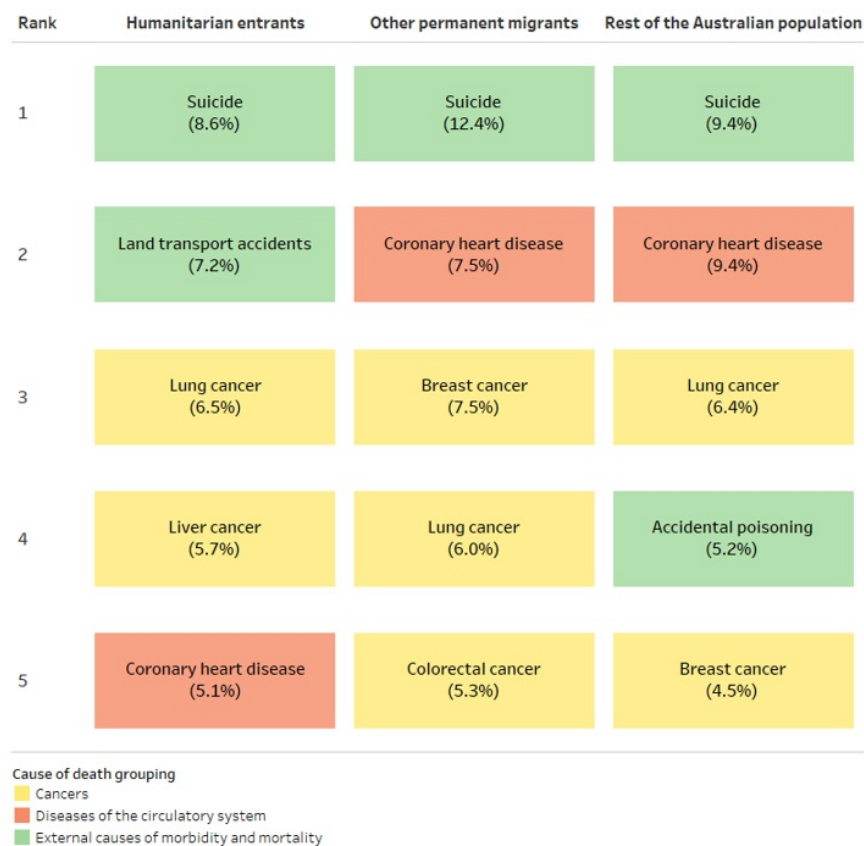 Rank Humanitarian entrants Other permanent migrants Rest of the Australian population
1 Suicide Suicide Suicide
(8.6%) (12.4%) (9.4%)
2 Land transport accidents Coronary heart disease Coronary heart disease
(7.2%) (7.5%) (9.4%)
3 Lung cancer Breast cancer Lung cancer
(6.5%) (7.5%) (6.4%)
4 Liver cancer Lung cancer Accidental poisoning
(5.7%) (6.0%) (5.2%)
5 Coronary heart disease Colorectal cancer Breast cancer
(5.1%) (5.3%) (4.5%)
Cause of death grouping
Cancers
Diseases of the circulatory system
External causes of morbidity and mortality